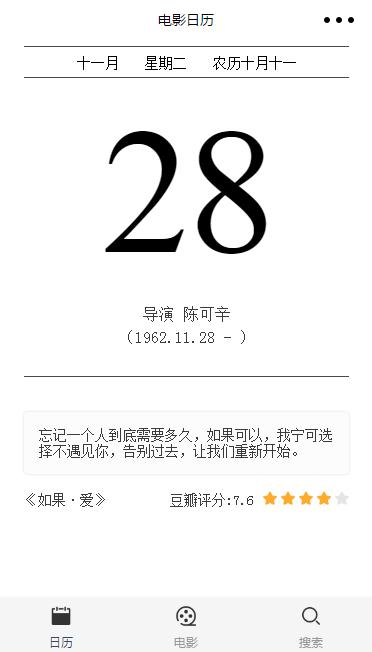 电影日历
十一月 星期二 农历十月十一
28
导演 陈可辛
(1962.11.28 - )
忘记一个人到底需要多久，如果可以，我宁可选
择不遇见你，告别过去，让我们重新开始。
《如果·爱》 豆瓣评分:7.6
日历 电影 搜索